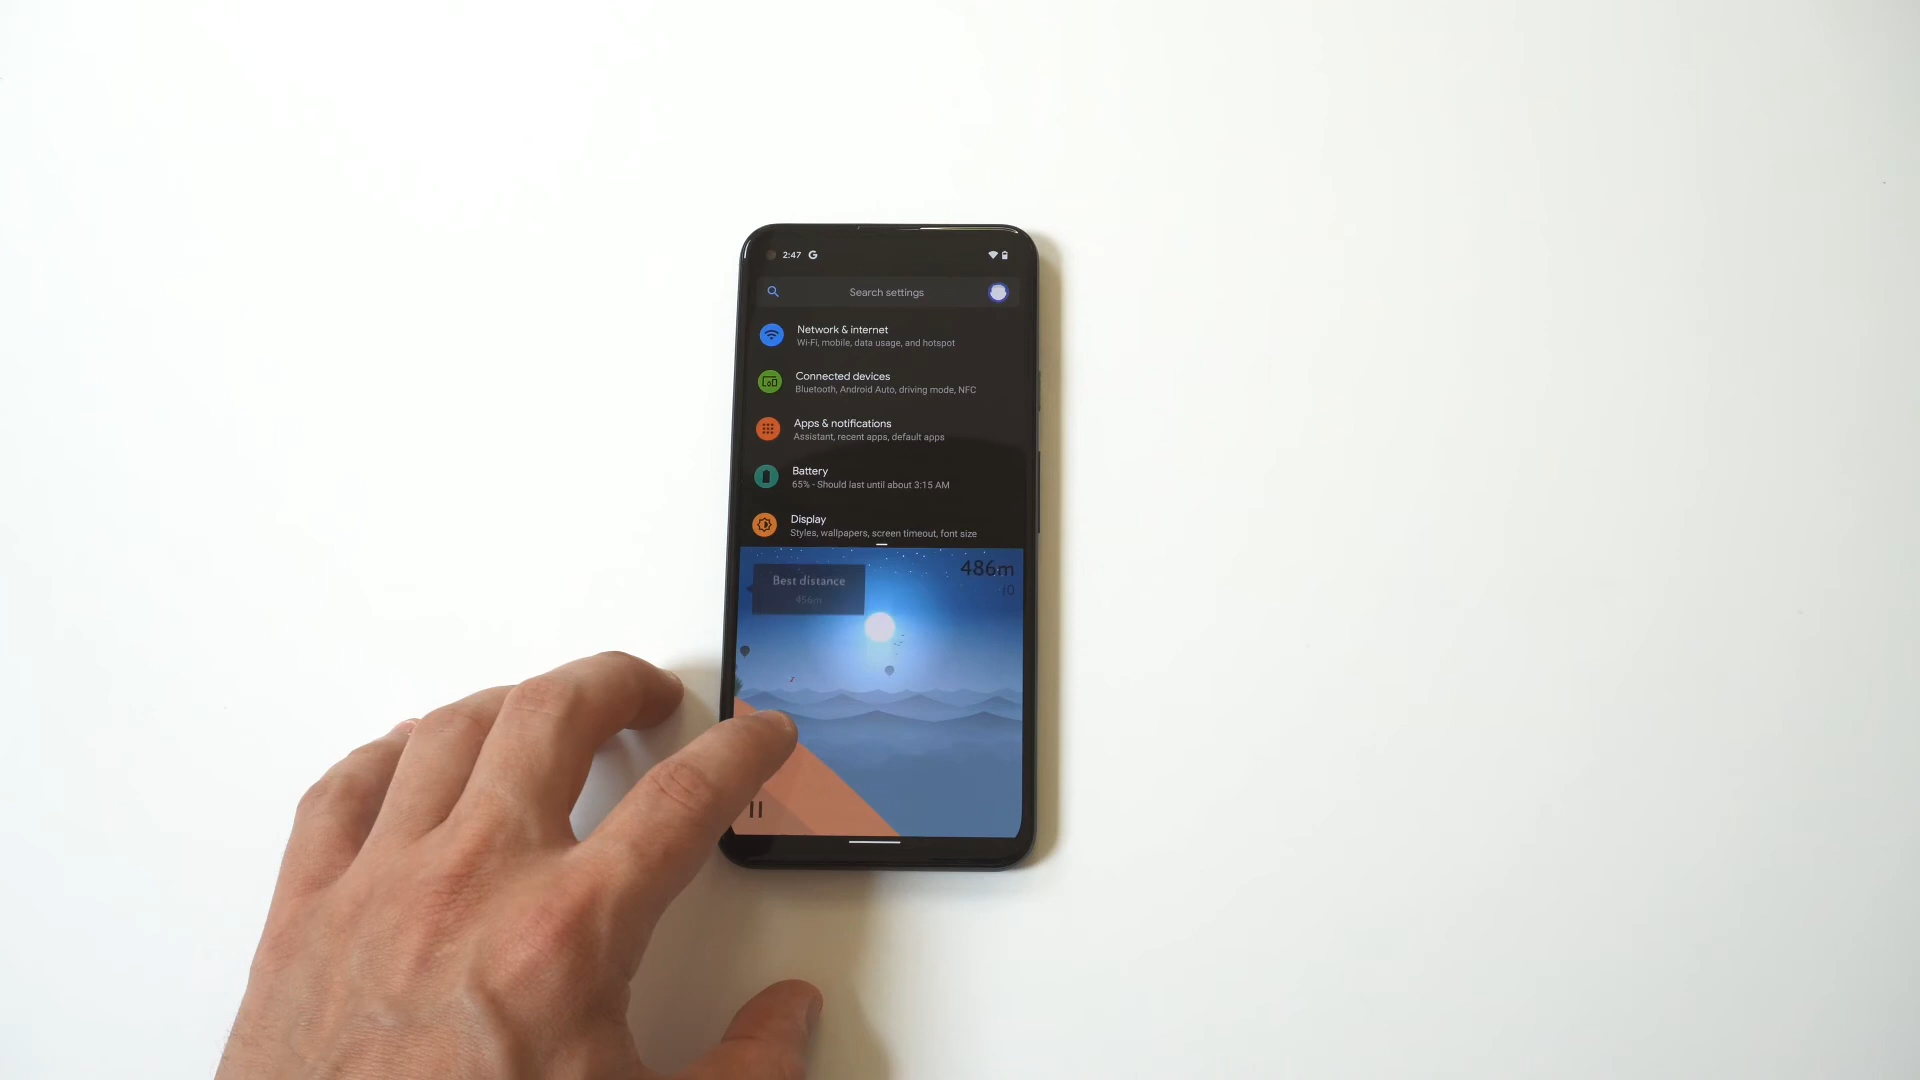 2:47 G
Search settings
Network & internet
Wi-Fi, mobile, data usage, and hotspot
Connected devices
Bluetooth, Android Auto, driving mode, NFC
Apps & notifications
Assistant, recent apps, default apps
Battery
65% - Should last until about 3:15 AM
Display
Styles, wallpapers, screen timeout, font size
486m
Best distance
10
456m